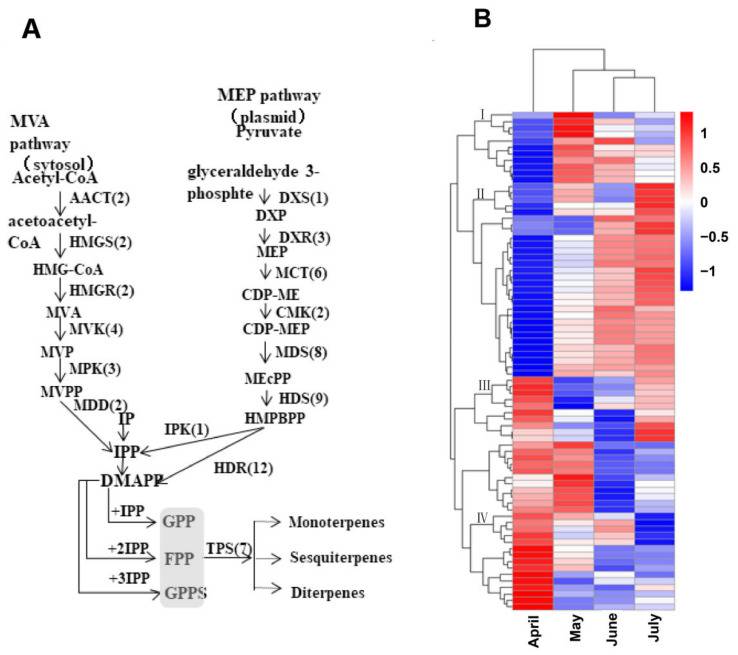 A
B
MEP pathway
(plasmid)
Pyruvate
MVA
pathway
(sytosol)
Acetyl-CoA
glyceraldehyde 3-
phosphte
AACT(2)
DXS(1)
acetoacetyl-
CoA
DXP
HMGS(2)
DXR(3)
MEP
HMG-CoA
MCT(6)
HMGR(2)
CDP-ME
MVA
CMK(2)
MVK(4)
CDP-MEP
MVP
MDS(8)
MPK(3)
MEcPP
MVPP
HDS(9)
MDD(2)
IP
HMPBPP
IPK(1)
IPP
HDR(12)
DMAPP
+IPP
GPP
Monoterpenes
+2IPP
FPP
TPS(7)
Sesquiterpenes
+3IPP
GPPS
Diterpenes
I
II
III
IV
1
0.5
0
−0.5
−1
April
May
June
July